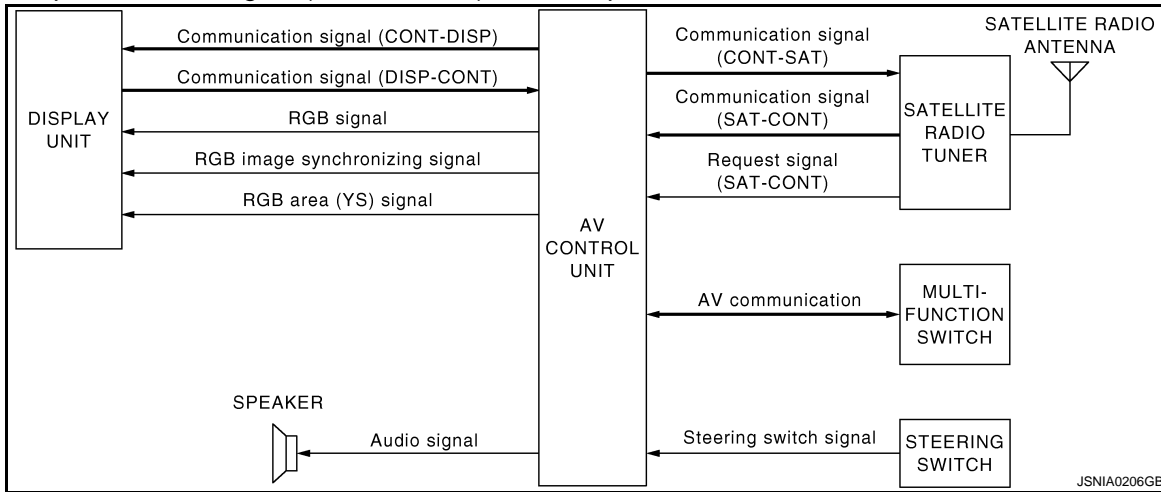 Communication signal (CONT-DISP)
Communication signal (DISP-CONT)
RGB signal
RGB image synchronizing signal
RGB area (YS) signal
DISPLAY
UNIT
SPEAKER
Audio signal
AV
CONTROL
UNIT
Communication signal
(CONT-SAT)
Communication signal
(SAT-CONT)
Request signal
(SAT-CONT)
SATELLITE RADIO
ANTENNA
SATELLITE
RADIO
TUNER
AV communication
MULTI-
FUNCTION
SWITCH
Steering switch signal
STEERING
SWITCH
JSNIA0206GB